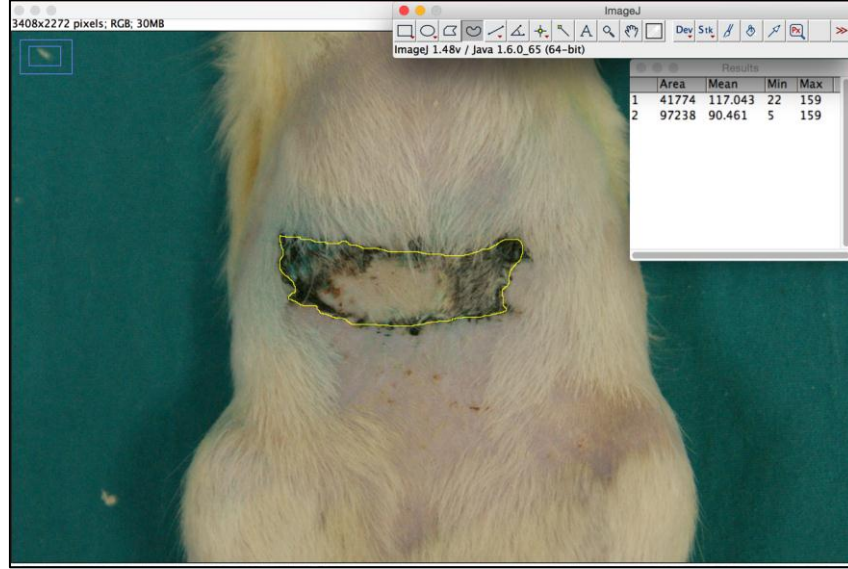 ImageJ
3408x2272 pixels; RGB; 30MB
Dev Stk Px >>
ImageJ 1.48v / Java 1.6.0_65 (64-bit)
Results
Area Mean Min Max
1 41774 117.043 22 159
2 97238 90.461 5 159